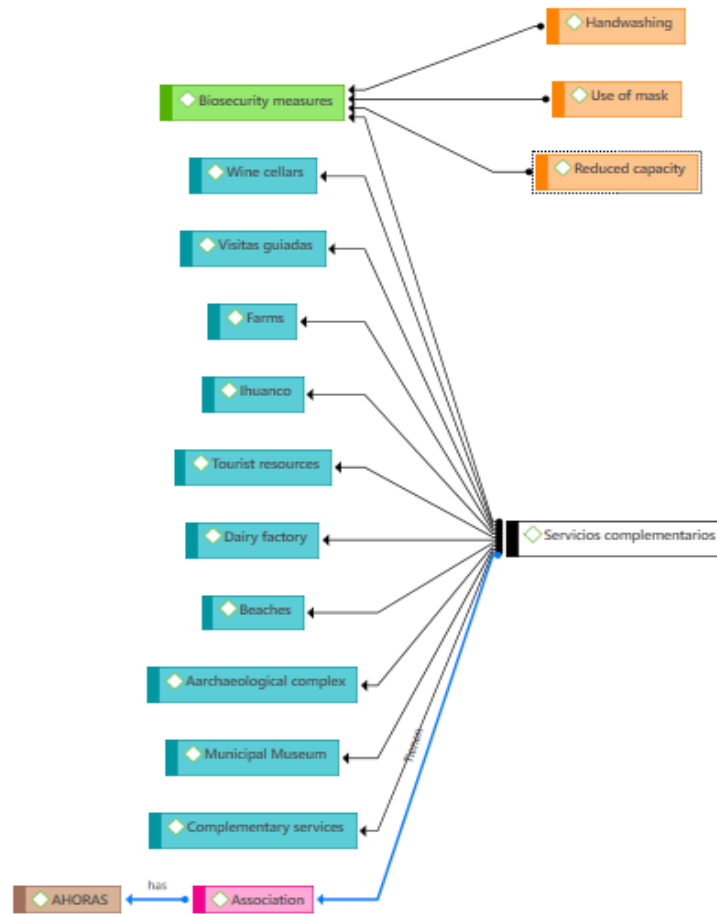 Handwashing
Biosecurity measures
Use of mask
Wine cellars
Reduced capacity
Visitas guiadas
Farms
Ihuanco
Tourist resources
Dairy factory
Servicios complementarios
Beaches
Aarchaeological complex
Municipal Museum
Complementary services
has
AHORAS
Association